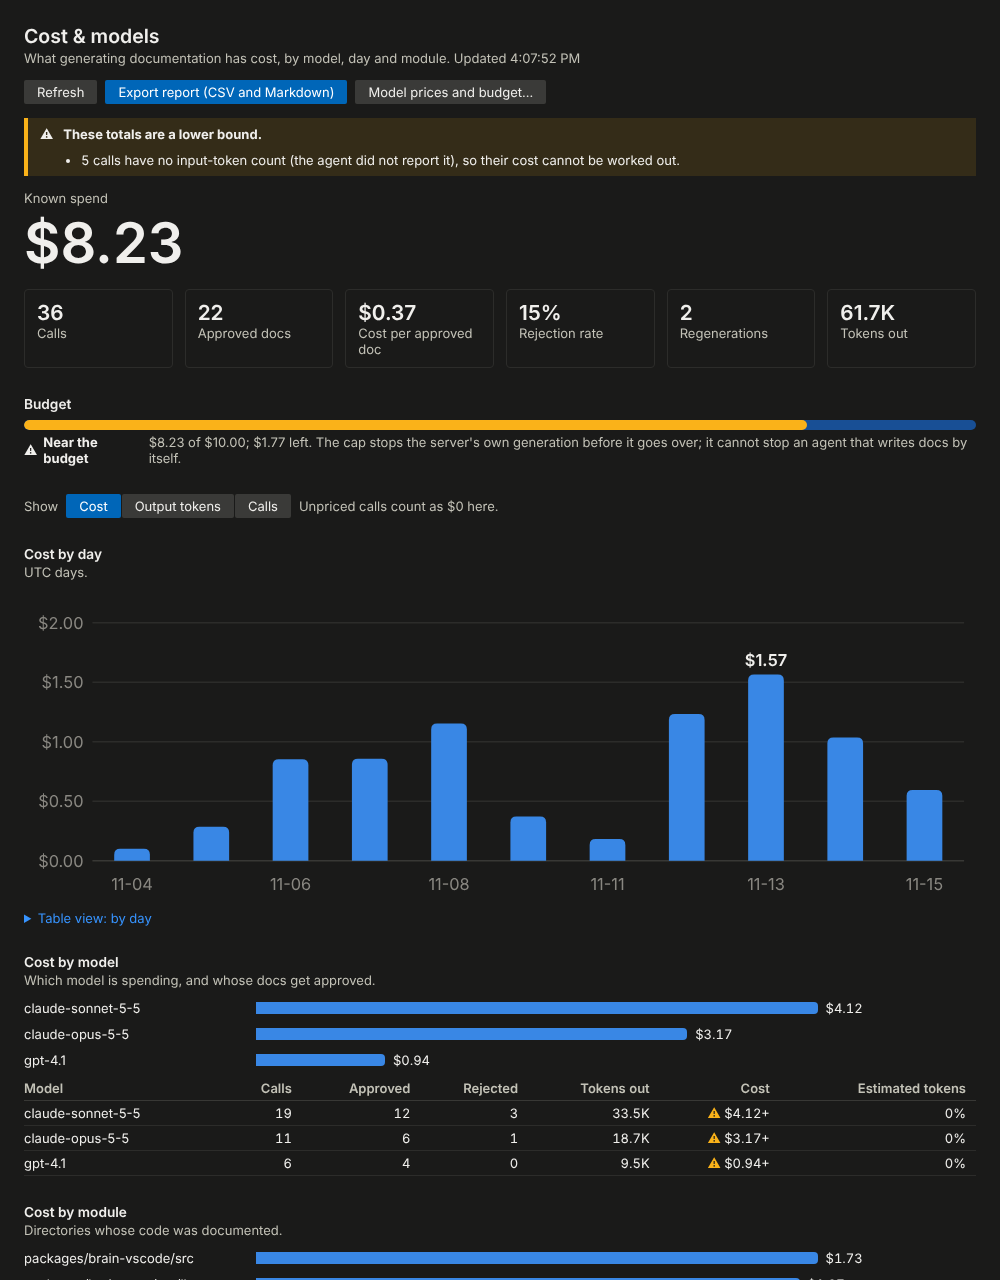 Cost & models
What generating documentation has cost, by model, day and module. Updated 4:07:52 PM
Refresh Export report (CSV and Markdown) Model prices and budget...
These totals are a lower bound.
• 5 calls have no input-token count (the agent did not report it), so their cost cannot be worked out.
Known spend
$8.23
36 22 $0.37 15% 2 61.7K
Calls Approved docs Cost per approved Rejection rate Regenerations Tokens out
doc
Budget
Near the $8.23 of $10.00; $1.77 left. The cap stops the server's own generation before it goes over; it cannot stop an agent that writes docs by
budget itself.
Show Cost Output tokens Calls Unpriced calls count as $0 here.
Cost by day
UTC days.
$2.00
$1.57
$1.50
$1.00
$0.50
$0.00
11-04 11-06 11-08 11-11 11-13 11-15
Table view: by day
Cost by model
Which model is spending, and whose docs get approved.
claude-sonnet-5-5 $4.12
claude-opus-5-5 $3.17
gpt-4.1 $0.94
Model Calls Approved Rejected Tokens out Cost Estimated tokens
claude-sonnet-5-5 19 12 3 33.5K $4.12+ 0%
claude-opus-5-5 11 6 1 18.7K $3.17+ 0%
gpt-4.1 6 4 0 9.5K $0.94+ 0%
Cost by module
Directories whose code was documented.
packages/brain-vscode/src $1.73